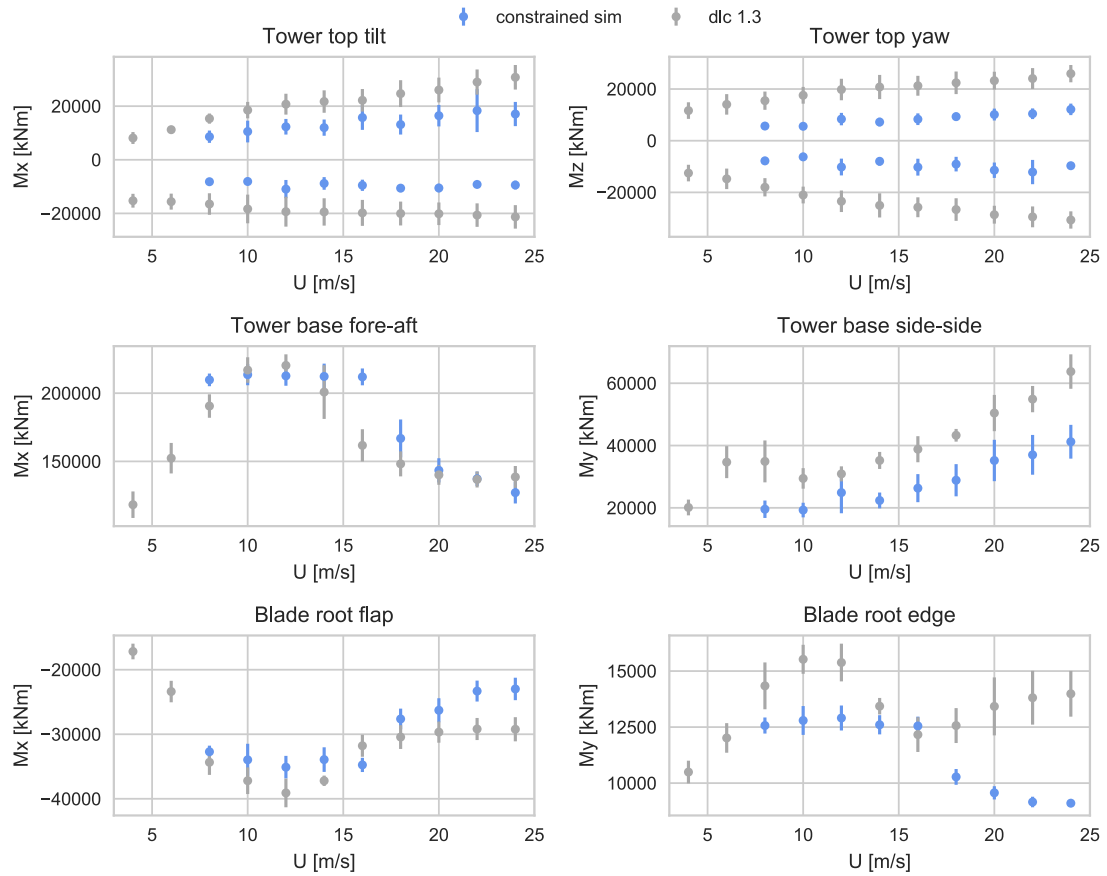 constrained sim dlc 1.3
Tower top tilt
Mx [kNm]
20000
0
−20000
5 10 15 20 25
U [m/s]
Tower top yaw
Mz [kNm]
20000
0
−20000
5 10 15 20 25
U [m/s]
Tower base fore-aft
Mx [kNm]
200000
150000
5 10 15 20 25
U [m/s]
Tower base side-side
My [kNm]
60000
40000
20000
5 10 15 20 25
U [m/s]
Blade root flap
Mx [kNm]
−20000
−30000
−40000
5 10 15 20 25
U [m/s]
Blade root edge
My [kNm]
15000
12500
10000
5 10 15 20 25
U [m/s]